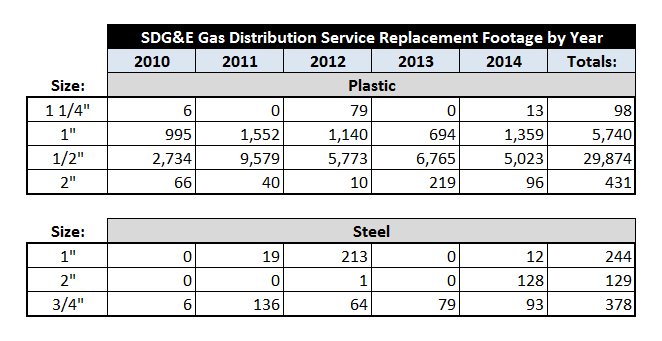 SDG&E Gas Distribution Service Replacement Footage by Year
2010 2011 2012 2013 2014 Totals:
Size: Plastic
1 1/4" 6 0 79 0 13 98
1" 995 1,552 1,140 694 1,359 5,740
1/2" 2,734 9,579 5,773 6,765 5,023 29,874
2" 66 40 10 219 96 431
Size: Steel
1" 0 19 213 0 12 244
2" 0 0 1 0 128 129
3/4" 6 136 64 79 93 378